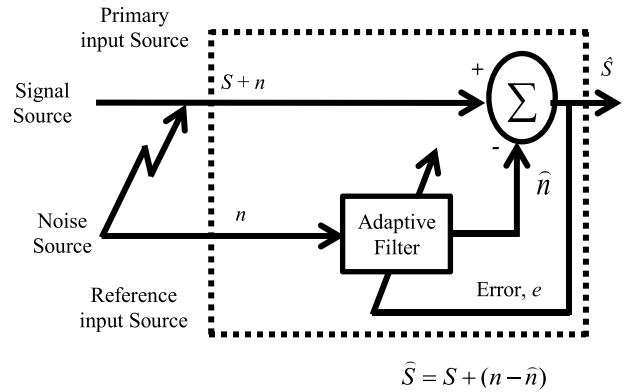 Primary
input Source
S + n
+
Ŝ
Signal
Source
Σ
-
n̂
Noise
Source
n
Adaptive
Filter
Reference
input Source
Error, e
Ŝ = S + (n - n̂)